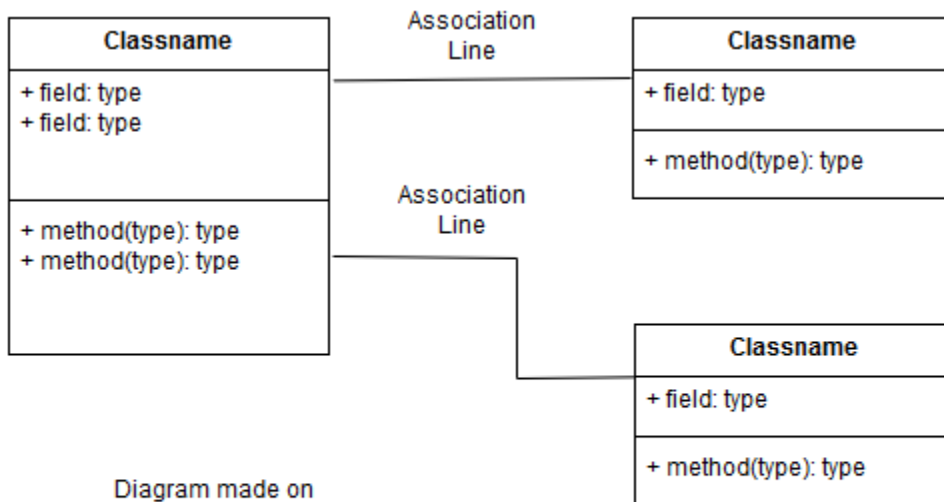 Classname
+ field: type
+ field: type
+ method(type): type
+ method(type): type
Association
Line
Classname
+ field: type
+ method(type): type
Association
Line
Classname
+ field: type
+ method(type): type
Diagram made on